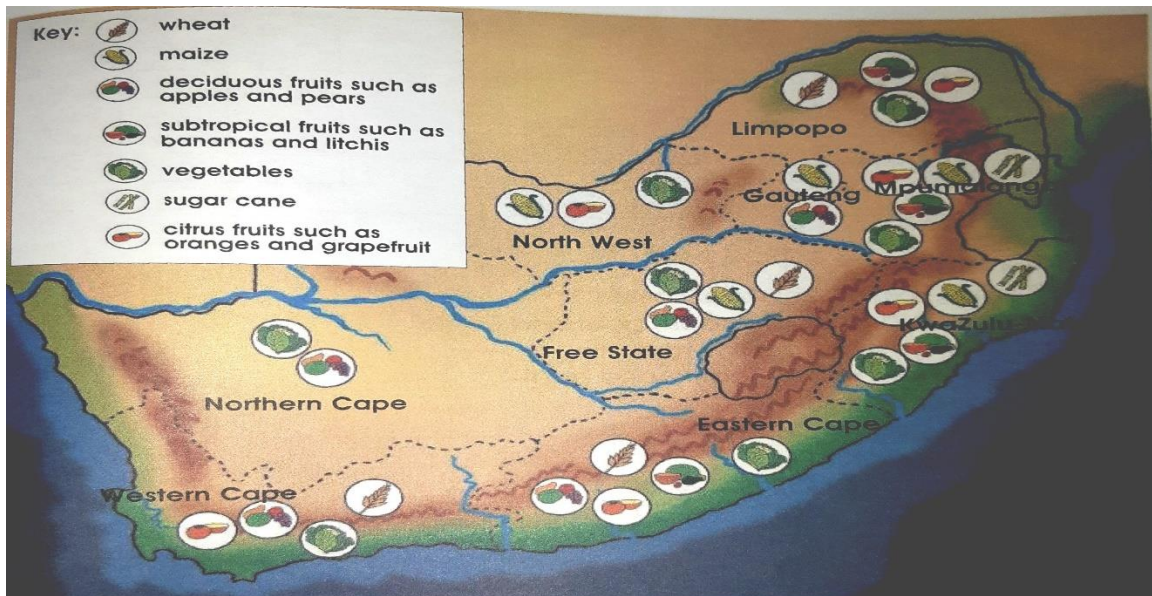 Key:
wheat
maize
deciduous fruits such as
apples and pears
subtropical fruits such as
bananas and litchis
vegetables
sugar cane
citrus fruits such as
oranges and grapefruit
Limpopo
Gauteng
North West
Free State
Northern Cape
Eastern Cape
Western Cape